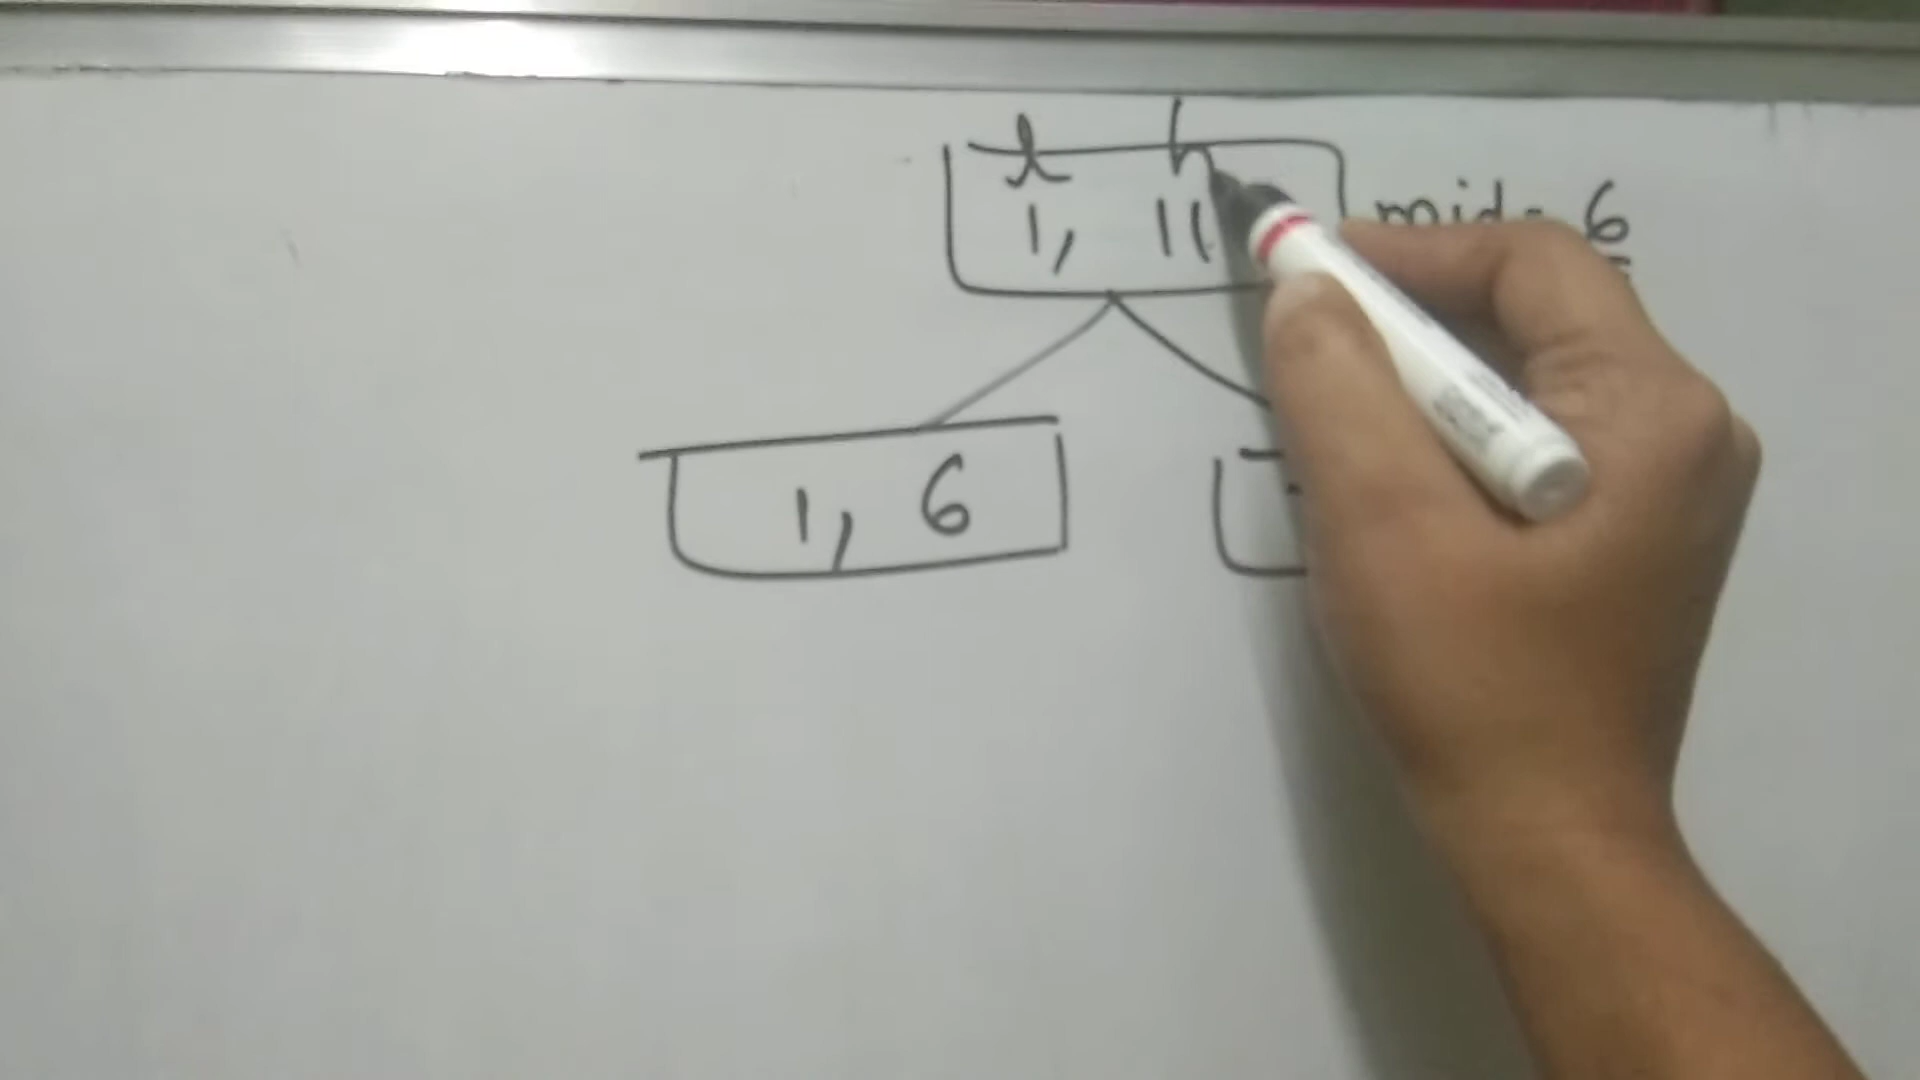 l h
1, 11
mid= 6
1, 6